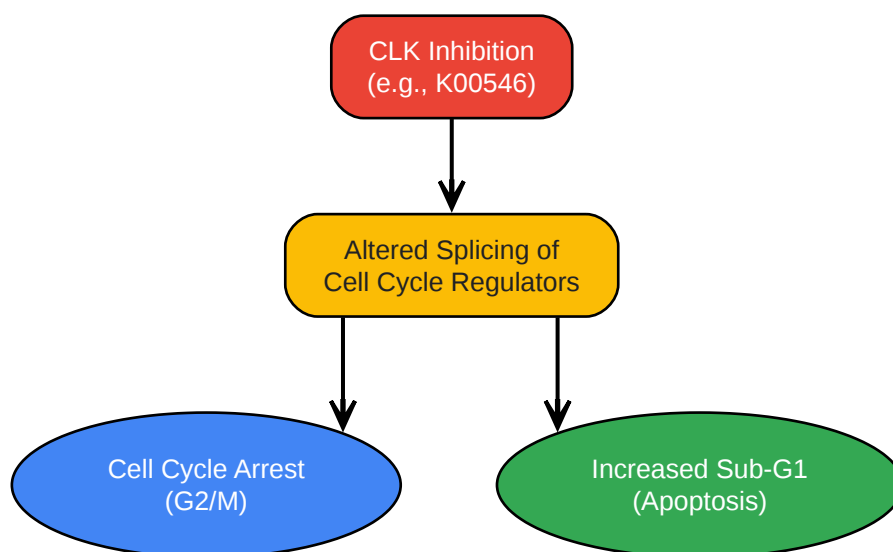 CLK Inhibition
(e.g., K00546)
Altered Splicing of
Cell Cycle Regulators
Cell Cycle Arrest
(G2/M)
Increased Sub-G1
(Apoptosis)